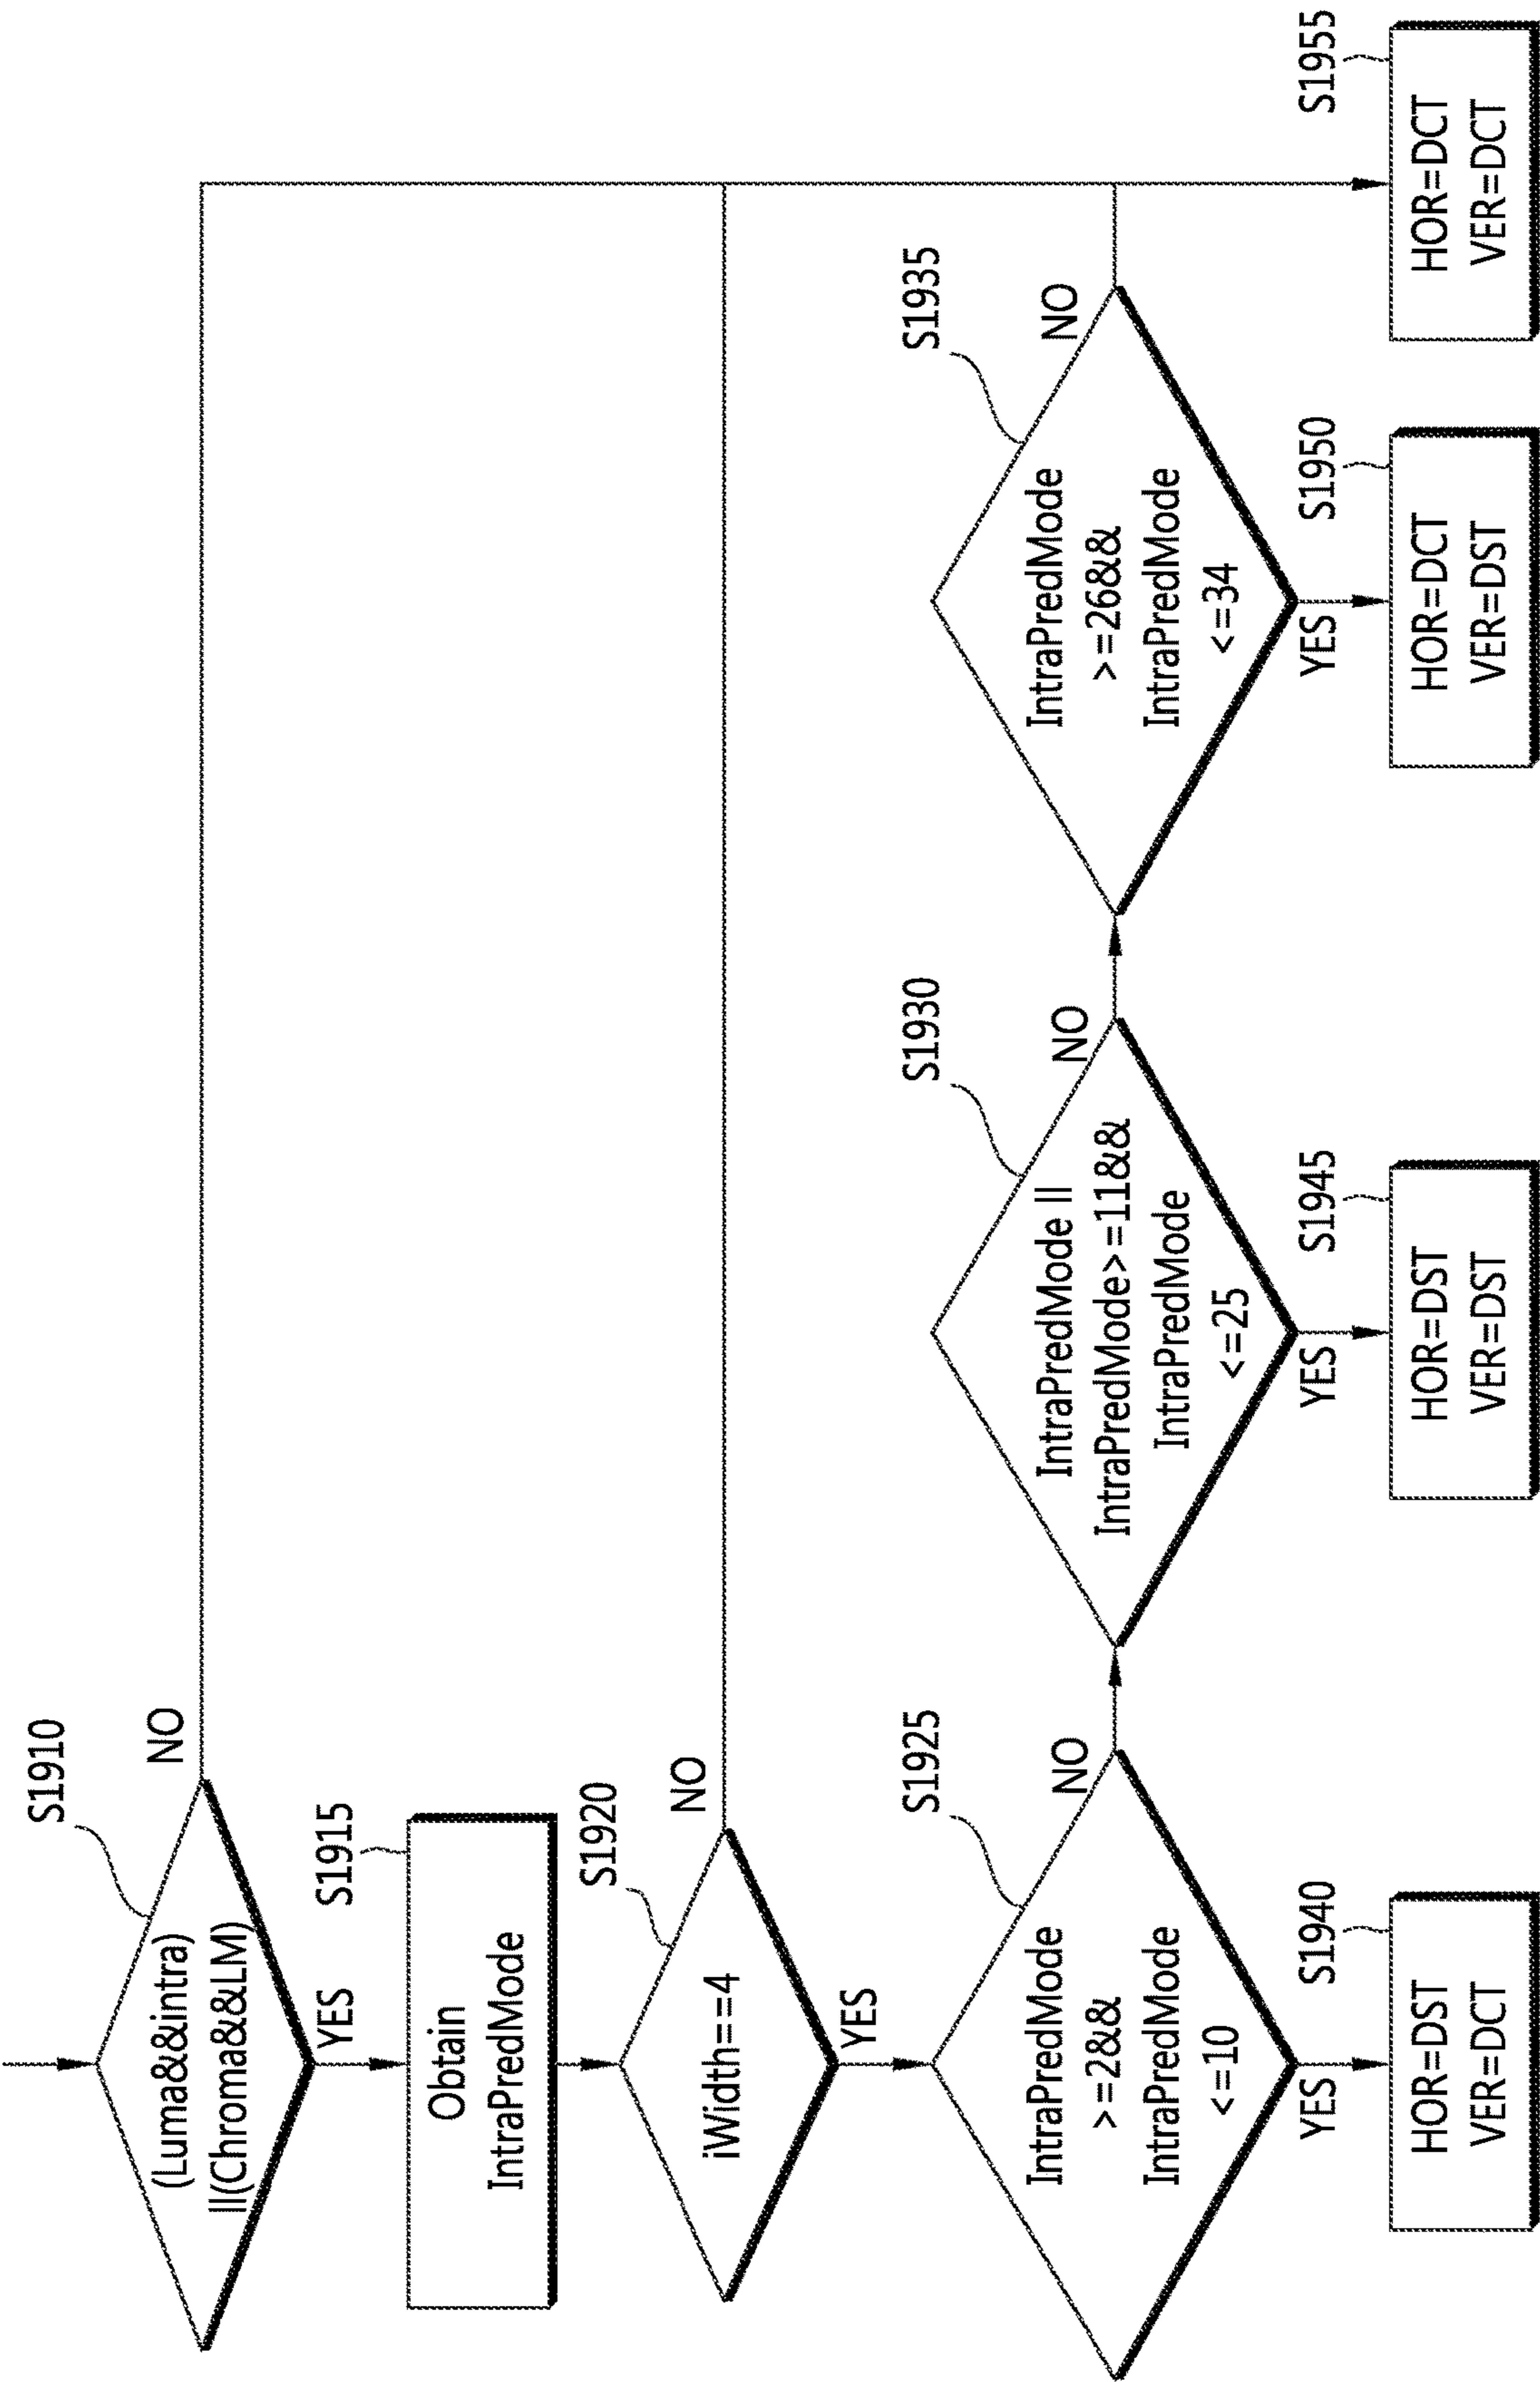 S1910
(Luma&&intra)
||(Chroma&&LM)
NO
YES
S1915
Obtain
IntraPredMode
S1920
iWidth==4
NO
YES
S1925
IntraPredMode
>=2&&
IntraPredMode
<=10
NO
YES
S1930
IntraPredMode ||
IntraPredMode>=11&&
IntraPredMode
<=25
NO
YES
S1935
IntraPredMode
>=26&&
IntraPredMode
<=34
NO
YES
S1940
HOR=DST
VER=DCT
S1945
HOR=DST
VER=DST
S1950
HOR=DCT
VER=DST
S1955
HOR=DCT
VER=DCT